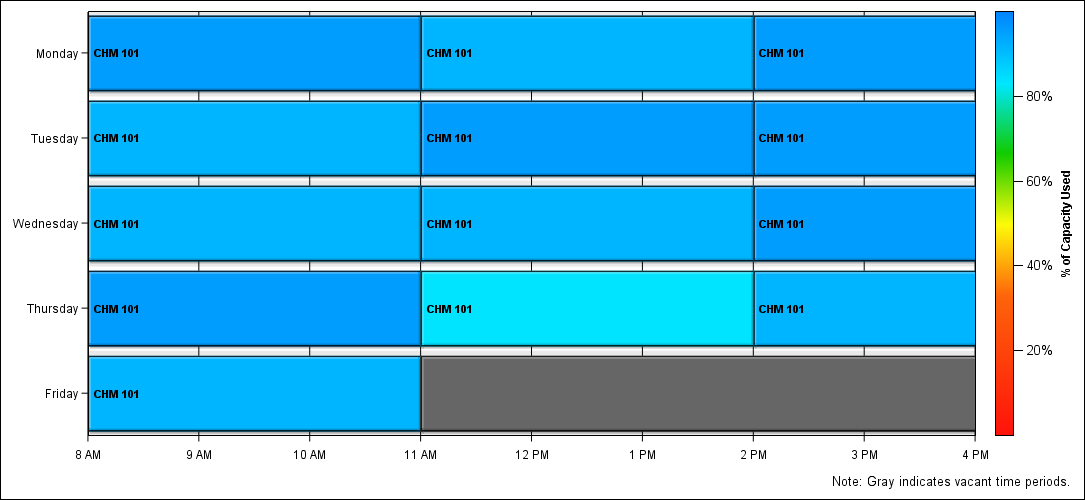 Monday
CHM 101
CHM 101
CHM 101
Tuesday
CHM 101
CHM 101
CHM 101
Wednesday
CHM 101
CHM 101
CHM 101
Thursday
CHM 101
CHM 101
CHM 101
Friday
CHM 101
8 AM
9 AM
10 AM
11 AM
12 PM
1 PM
2 PM
3 PM
4 PM
80%
60%
40%
20%
% of Capacity Used
Note: Gray indicates vacant time periods.